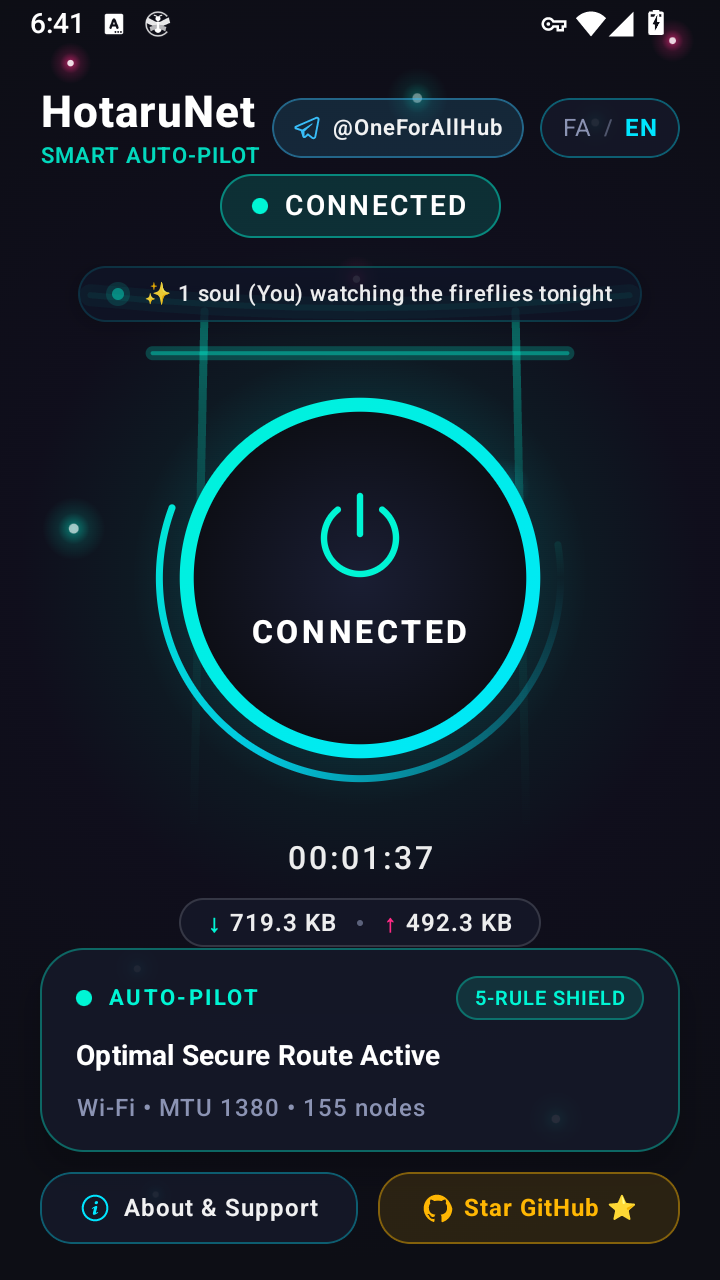 6:41
HotaruNet
SMART AUTO-PILOT
@OneForAllHub
FA / EN
CONNECTED
✨ 1 soul (You) watching the fireflies tonight
CONNECTED
00:01:37
↓ 719.3 KB • ↑ 492.3 KB
AUTO-PILOT
5-RULE SHIELD
Optimal Secure Route Active
Wi-Fi • MTU 1380 • 155 nodes
About & Support
Star GitHub ⭐